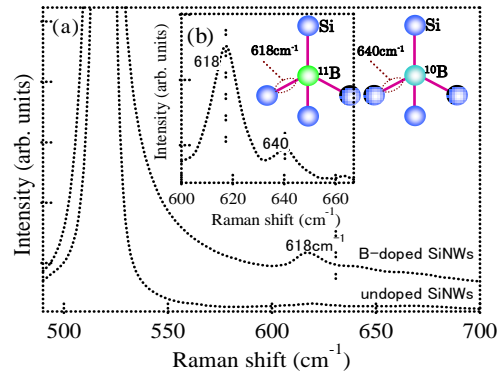 (a)
(b)
Si
Si
618cm⁻¹
640cm⁻¹
¹¹B
¹⁰B
618
640
Intensity (arb. units)
600
620
640
660
Raman shift (cm⁻¹)
618cm⁻¹
B-doped SiNWs
undoped SiNWs
Intensity (arb. units)
500
550
600
650
700
Raman shift (cm⁻¹)